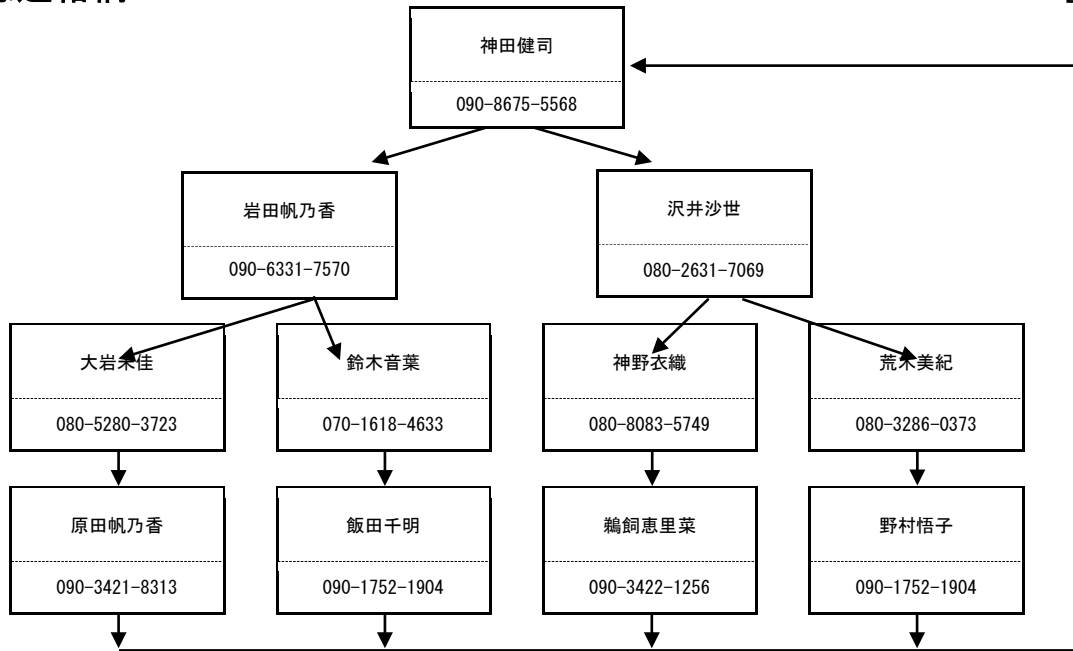 神田健司
090-8675-5568
岩田帆乃香
沢井沙世
090-6331-7570
080-2631-7069
大岩未佳
鈴木音葉
神野衣織
荒木美紀
080-5280-3723
070-1618-4633
080-8083-5749
080-3286-0373
原田帆乃香
飯田千明
鵜飼恵里菜
野村悟子
090-3421-8313
090-1752-1904
090-3422-1256
090-1752-1904